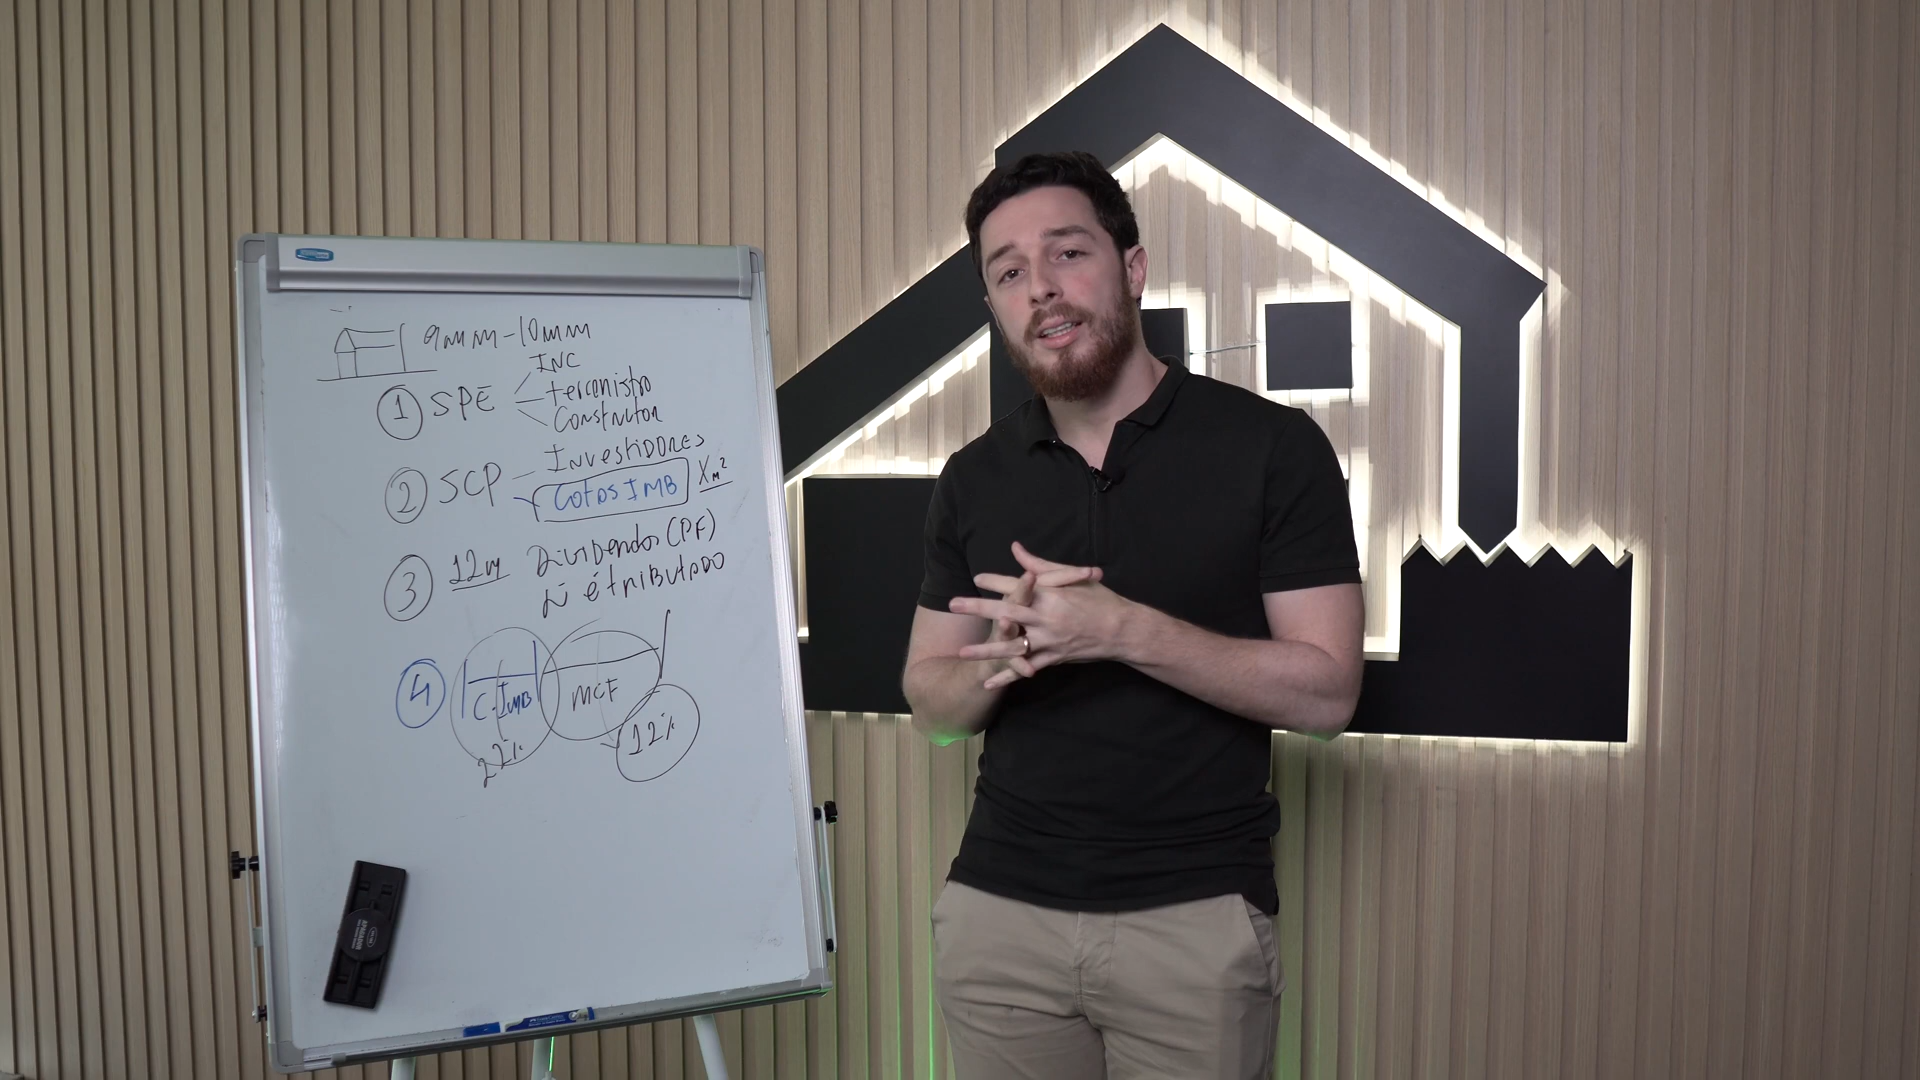 9mm-10mm
1 SPE
INC
terrenista
Construtor
2 SCP
Investidores
Cotas IMB Xm²
3 12m Dividendos (PF)
ñ é tributado
4 C-IMB MCF
22% 12%
APAGADOR